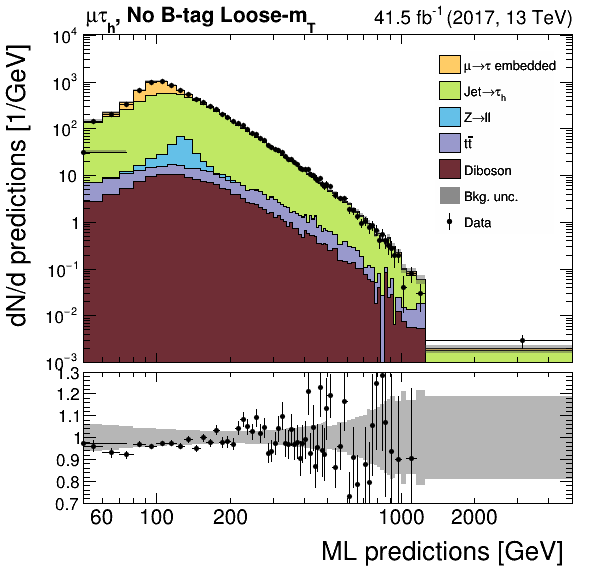 μτh, No B-tag Loose-mT
41.5 fb⁻¹ (2017, 13 TeV)
dN/d predictions [1/GeV]
10⁴
10³
10²
10
1
10⁻¹
10⁻²
10⁻³
μ→τ embedded
Jet→τh
Z→ll
tt̄
Diboson
Bkg. unc.
Data
1.3
1.2
1.1
1
0.9
0.8
0.7
60 100 200 1000 2000
ML predictions [GeV]